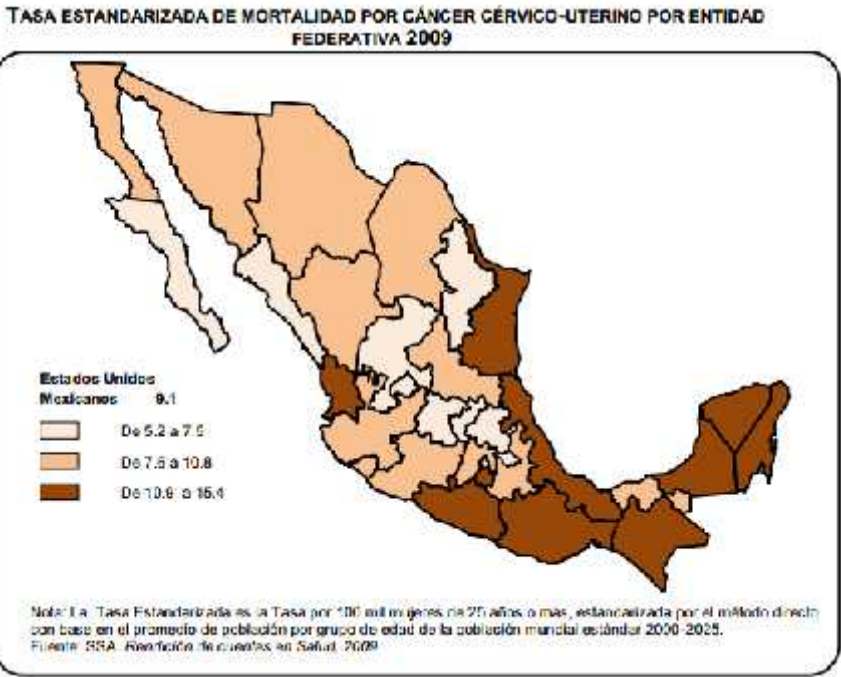 TASA ESTANDARIZADA DE MORTALIDAD POR CÁNCER CÉRVICO-UTERINO POR ENTIDAD
FEDERATIVA 2009
Estados Unidos
Mexicanos 9.1
De 5.2 a 7.5
De 7.6 a 10.8
De 10.9 a 15.4
Nota: La Tasa Estandarizada es la Tasa por 100 mil mujeres de 25 años o mas, estandarizada por el método directo
con base en el promedio de población por grupo de edad de la población mundial estándar 2000-2025.
Fuente: SSA. Rendición de cuentas en Salud, 2009